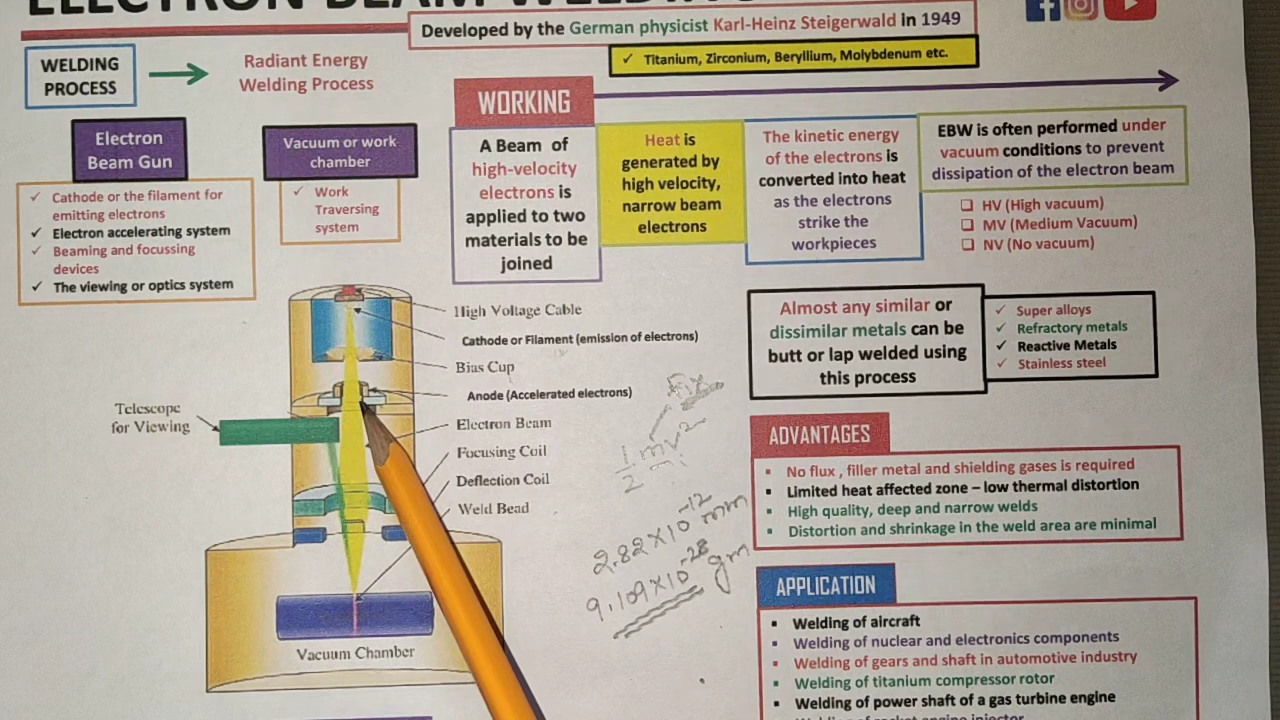 ELECTRON BEAM WELDING
Developed by the German physicist Karl-Heinz Steigerwald in 1949
✓ Titanium, Zirconium, Beryllium, Molybdenum etc.
WELDING
PROCESS
Radiant Energy
Welding Process
WORKING
Electron
Beam Gun
✓ Cathode or the filament for
emitting electrons
✓ Electron accelerating system
✓ Beaming and focussing
devices
✓ The viewing or optics system
Vacuum or work
chamber
✓ Work
Traversing
system
A Beam of
high-velocity
electrons is
applied to two
materials to be
joined
Heat is
generated by
high velocity,
narrow beam
electrons
The kinetic energy
of the electrons is
converted into heat
as the electrons
strike the
workpieces
EBW is often performed under
vacuum conditions to prevent
dissipation of the electron beam
❑ HV (High vacuum)
❑ MV (Medium Vacuum)
❑ NV (No vacuum)
High Voltage Cable
Cathode or Filament (emission of electrons)
Bias Cup
Anode (Accelerated electrons)
Electron Beam
Focusing Coil
Deflection Coil
Weld Bead
Telescope
for Viewing
Vacuum Chamber
1/2 mv²
2.82×10⁻¹² mm
9.109×10⁻²⁸ gm
Almost any similar or
dissimilar metals can be
butt or lap welded using
this process
✓ Super alloys
✓ Refractory metals
✓ Reactive Metals
✓ Stainless steel
ADVANTAGES
▪ No flux , filler metal and shielding gases is required
▪ Limited heat affected zone – low thermal distortion
▪ High quality, deep and narrow welds
▪ Distortion and shrinkage in the weld area are minimal
APPLICATION
▪ Welding of aircraft
▪ Welding of nuclear and electronics components
▪ Welding of gears and shaft in automotive industry
▪ Welding of titanium compressor rotor
▪ Welding of power shaft of a gas turbine engine
Welding of rocket engine injector